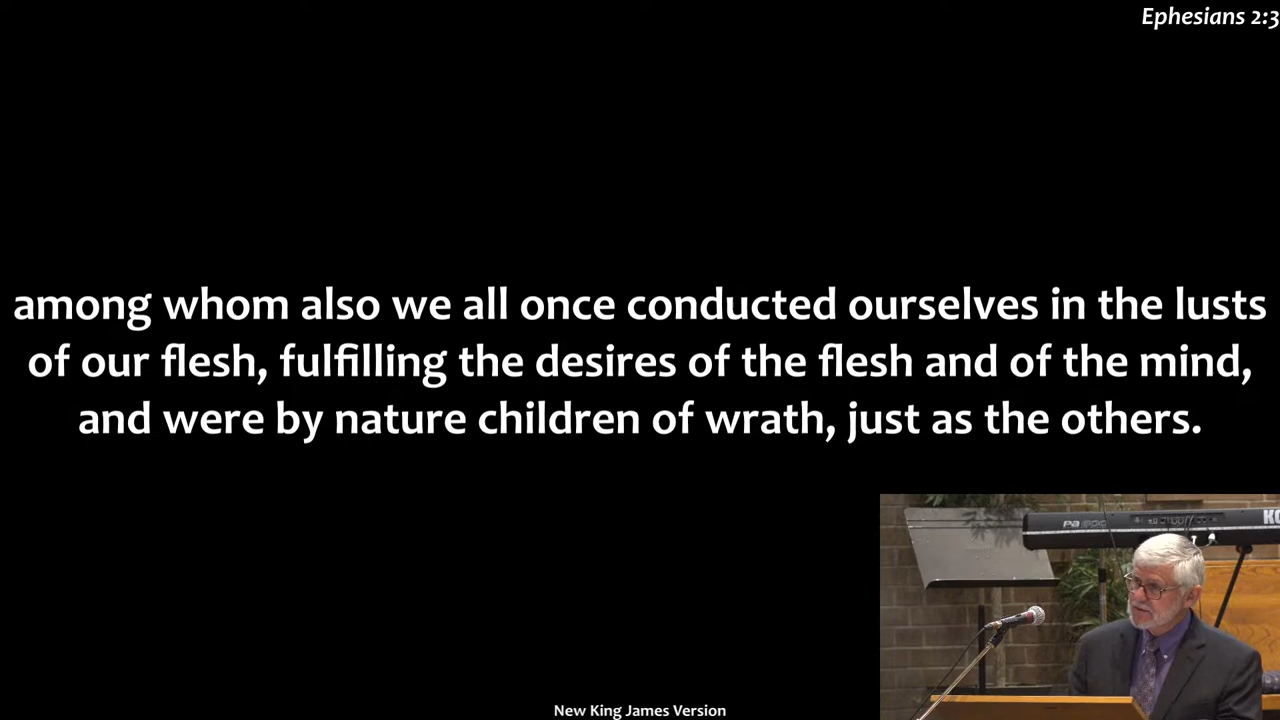 Ephesians 2:3
among whom also we all once conducted ourselves in the lusts
of our flesh, fulfilling the desires of the flesh and of the mind,
and were by nature children of wrath, just as the others.
KO
New King James Version